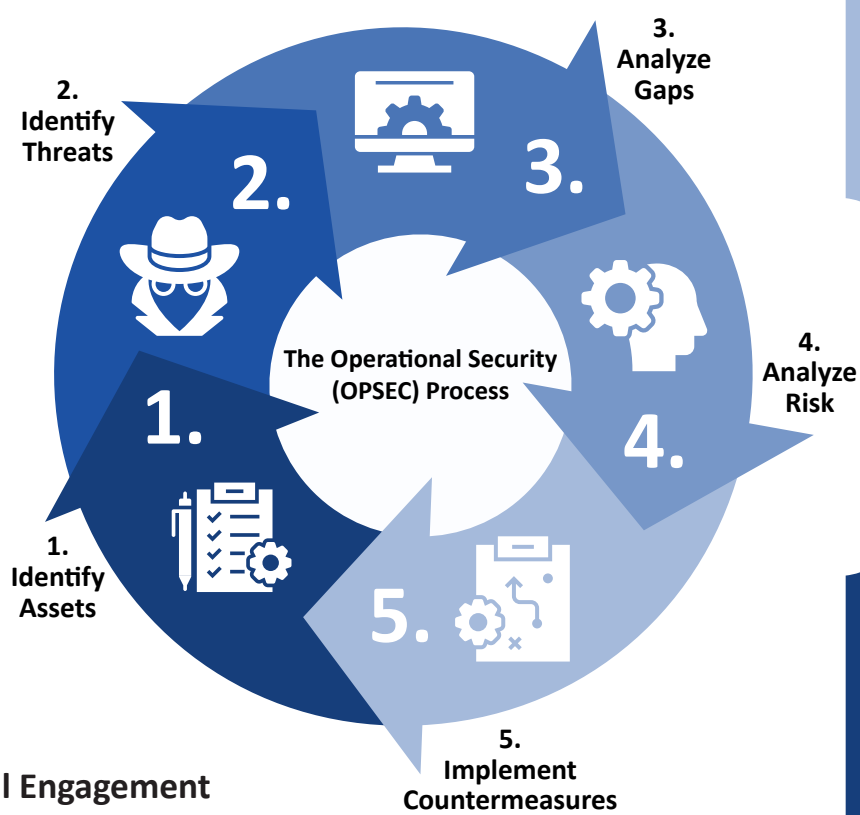 3.
Analyze
Gaps
2.
Identify
Threats
2.
3.
The Operational Security
(OPSEC) Process
4.
Analyze
Risk
1.
4.
1.
Identify
Assets
5.
5.
Implement
Countermeasures
l Engagement